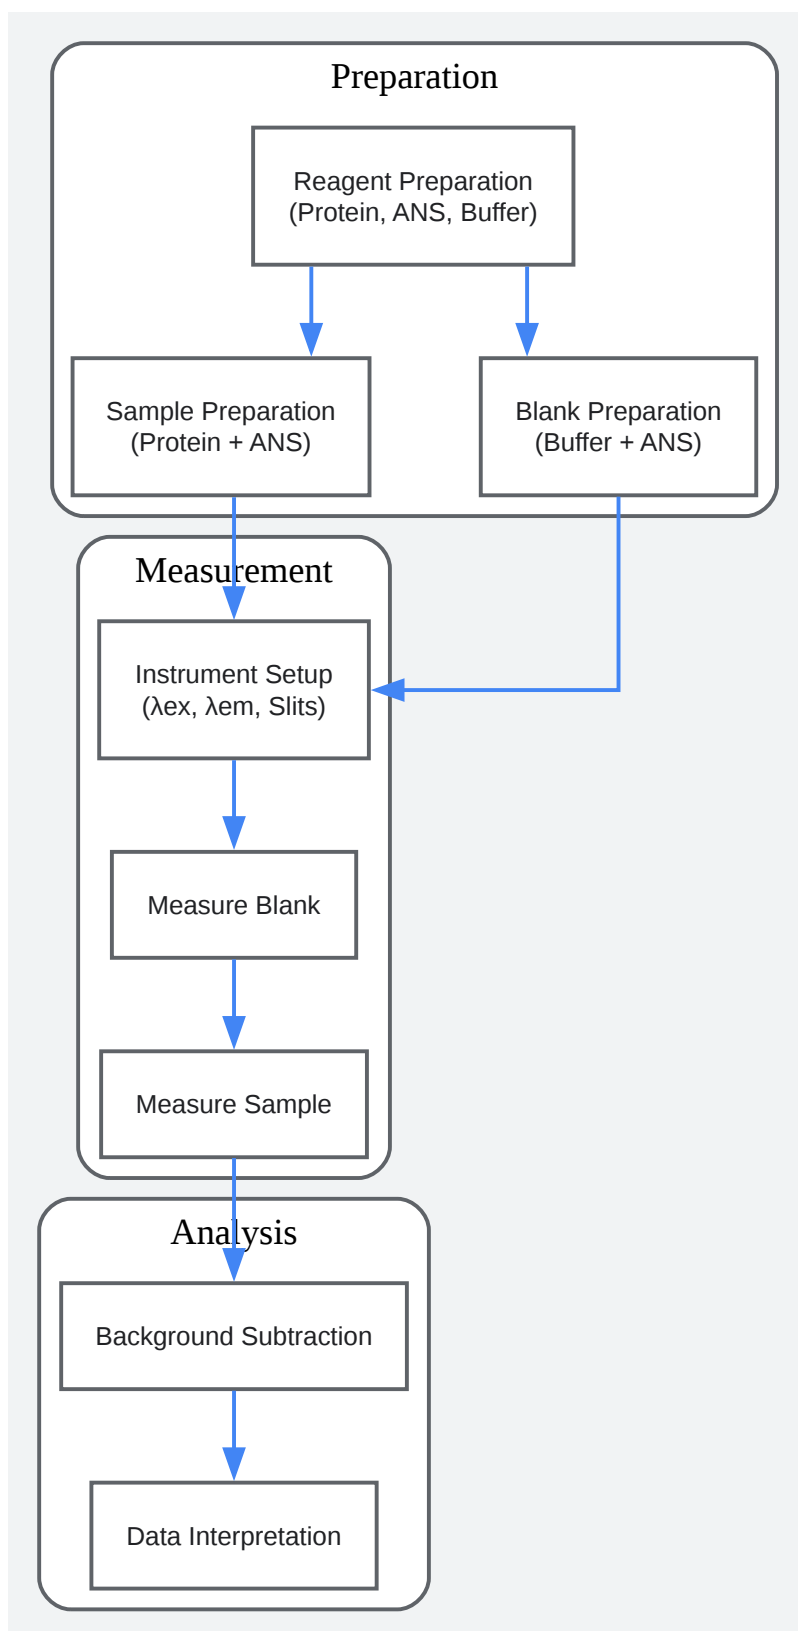 Preparation
Reagent Preparation
(Protein, ANS, Buffer)
Sample Preparation
(Protein + ANS)
Blank Preparation
(Buffer + ANS)
Measurement
Instrument Setup
(λex, λem, Slits)
Measure Blank
Measure Sample
Analysis
Background Subtraction
Data Interpretation